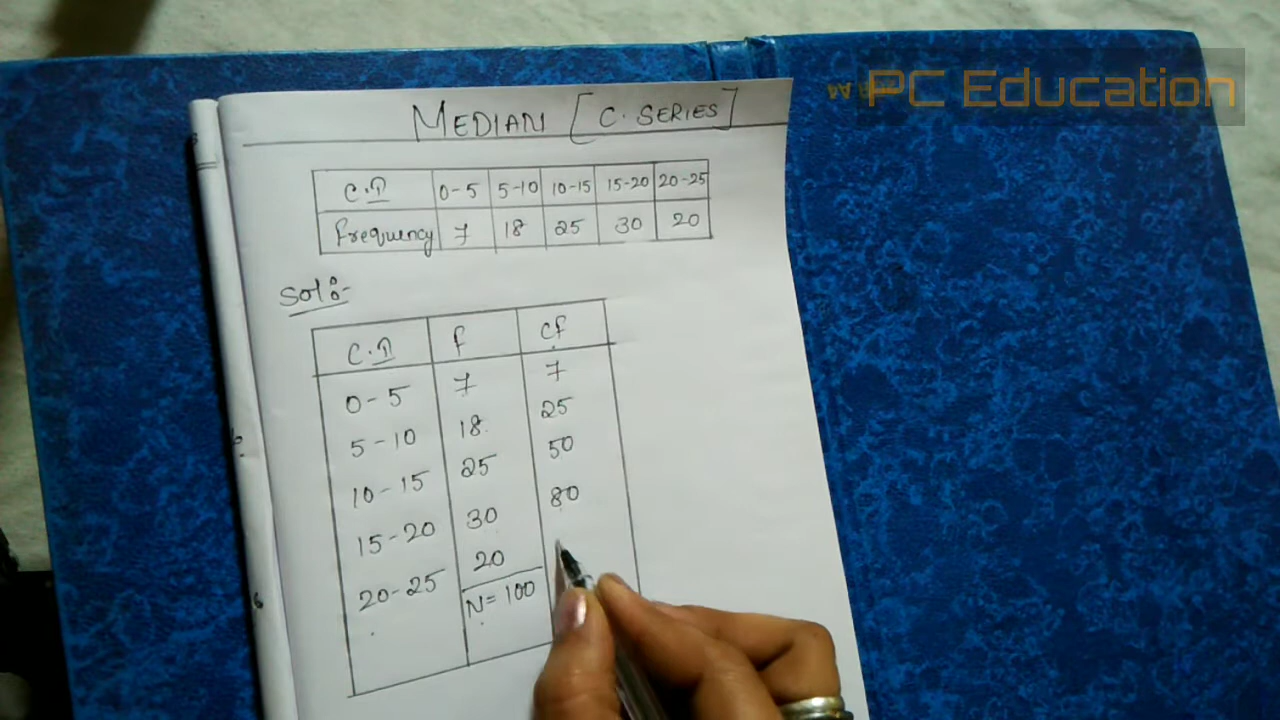 PC Education
MEDIAN [C. SERIES]
C.I 0-5 5-10 10-15 15-20 20-25
Frequency 7 18 25 30 20
Sol:-
C.I f cf
0-5 7 7
5-10 18 25
10-15 25 50
15-20 30 80
20-25 20
N=100